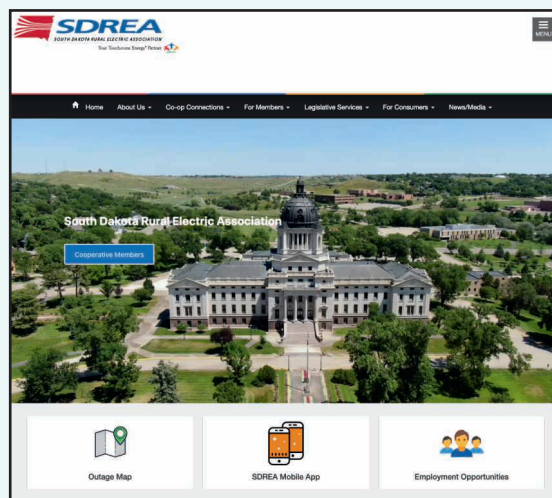 SDREA
SOUTH DAKOTA RURAL ELECTRIC ASSOCIATION
Your Touchstone Energy® Partner
MENU
Home About Us Co-op Connections For Members Legislative Services For Consumers News/Media
South Dakota Rural Electric Association
Cooperative Members
Outage Map SDREA Mobile App Employment Opportunities